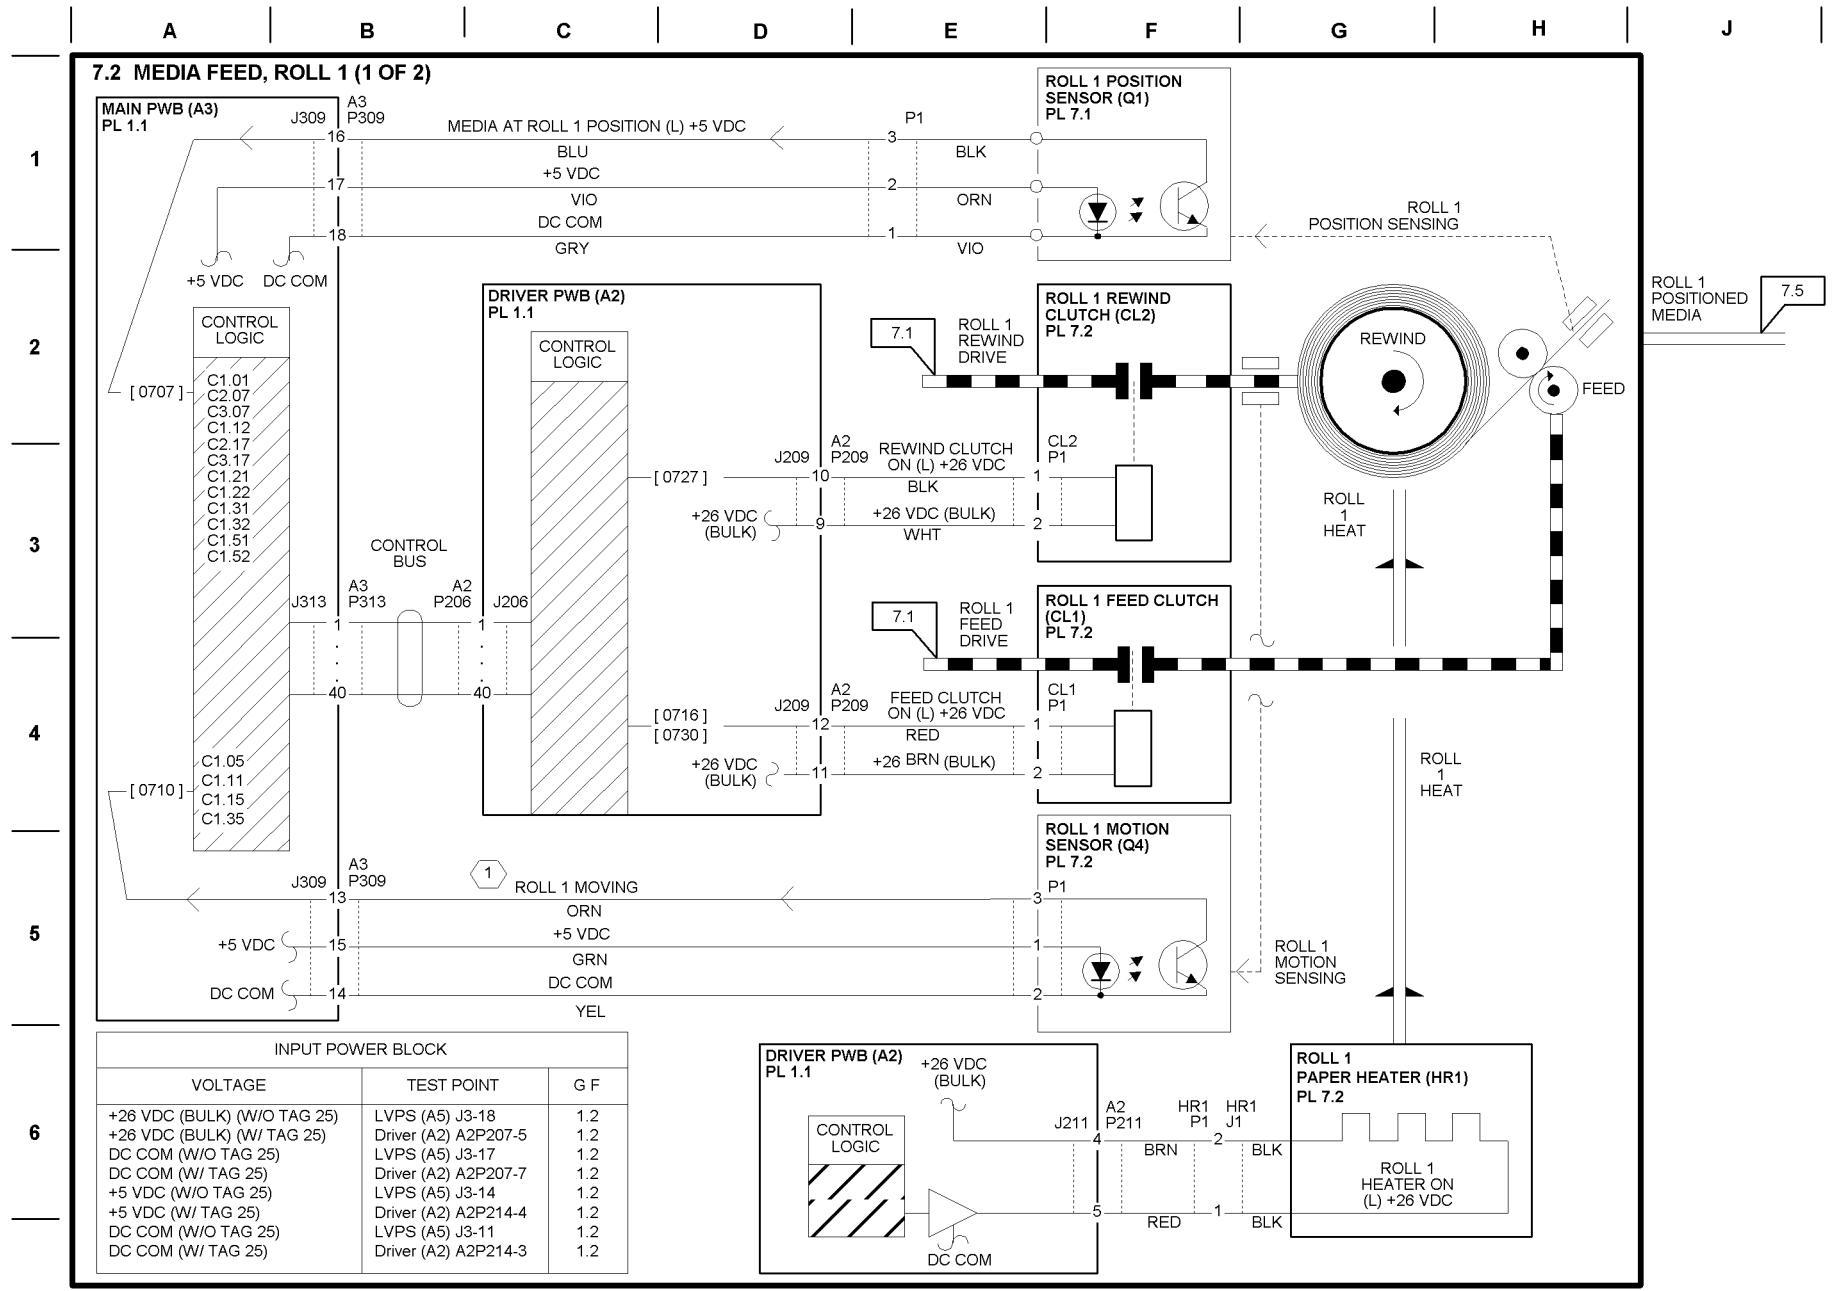 A B C D E F G H J
7.2 MEDIA FEED, ROLL 1 (1 OF 2)
1
2
3
4
5
6
MAIN PWB (A3)
PL 1.1
J309
A3
P309
16
MEDIA AT ROLL 1 POSITION (L) +5 VDC
BLU
P1
3
BLK
17
+5 VDC
VIO
2
ORN
18
DC COM
GRY
1
VIO
ROLL 1 POSITION
SENSOR (Q1)
PL 7.1
ROLL 1
POSITION SENSING
+5 VDC
DC COM
CONTROL
LOGIC
[ 0707 ]
C1.01
C2.07
C3.07
C1.12
C2.17
C3.17
C1.21
C1.22
C1.31
C1.32
C1.51
C1.52
DRIVER PWB (A2)
PL 1.1
CONTROL
LOGIC
7.1
ROLL 1
REWIND
DRIVE
ROLL 1 REWIND
CLUTCH (CL2)
PL 7.2
REWIND
FEED
ROLL 1
POSITIONED
MEDIA
7.5
[ 0727 ]
J209
A2
P209
10
REWIND CLUTCH
ON (L) +26 VDC
BLK
CL2
P1
1
+26 VDC
(BULK)
9
+26 VDC (BULK)
WHT
2
ROLL
1
HEAT
CONTROL
BUS
J313
A3
P313
A2
P206
J206
1
1
40
40
7.1
ROLL 1
FEED
DRIVE
ROLL 1 FEED CLUTCH
(CL1)
PL 7.2
[ 0716 ]
[ 0730 ]
J209
A2
P209
12
FEED CLUTCH
ON (L) +26 VDC
RED
CL1
P1
1
+26 VDC
(BULK)
11
+26 BRN (BULK)
2
ROLL
1
HEAT
[ 0710 ]
C1.05
C1.11
C1.15
C1.35
J309
A3
P309
13
1
ROLL 1 MOVING
ORN
3
P1
+5 VDC
15
+5 VDC
GRN
1
DC COM
14
DC COM
YEL
2
ROLL 1 MOTION
SENSOR (Q4)
PL 7.2
ROLL 1
MOTION
SENSING
INPUT POWER BLOCK
VOLTAGE TEST POINT G F
+26 VDC (BULK) (W/O TAG 25) LVPS (A5) J3-18 1.2
+26 VDC (BULK) (W/ TAG 25) Driver (A2) A2P207-5 1.2
DC COM (W/O TAG 25) LVPS (A5) J3-17 1.2
DC COM (W/ TAG 25) Driver (A2) A2P207-7 1.2
+5 VDC (W/O TAG 25) LVPS (A5) J3-14 1.2
+5 VDC (W/ TAG 25) Driver (A2) A2P214-4 1.2
DC COM (W/O TAG 25) LVPS (A5) J3-11 1.2
DC COM (W/ TAG 25) Driver (A2) A2P214-3 1.2
DRIVER PWB (A2)
PL 1.1
+26 VDC
(BULK)
CONTROL
LOGIC
DC COM
J211
A2
P211
4
BRN
HR1
P1
2
HR1
J1
BLK
5
RED
1
BLK
ROLL 1
PAPER HEATER (HR1)
PL 7.2
ROLL 1
HEATER ON
(L) +26 VDC